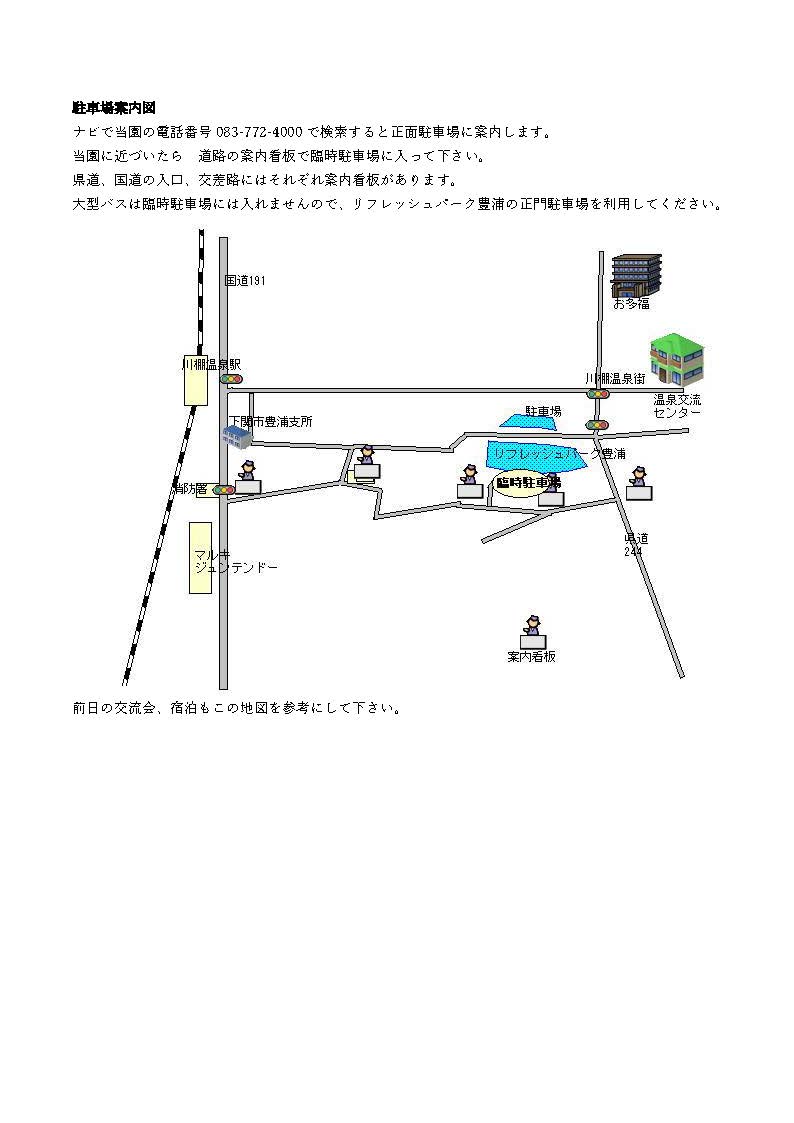 駐車場案内図
ナビで当園の電話番号 083-772-4000 で検索すると正面駐車場に案内します。
当園に近づいたら　道路の案内看板で臨時駐車場に入って下さい。
県道、国道の入口、交差路にはそれぞれ案内看板があります。
大型バスは臨時駐車場には入れませんので、リフレッシュパーク豊浦の正門駐車場を利用してください。
国道191
お多福
川棚温泉駅
川棚温泉街
温泉交流
センター
駐車場
下関市豊浦支所
リフレッシュパーク豊浦
臨時駐車場
消防署
県道
244
マルキ
ジュンテンドー
案内看板
前日の交流会、宿泊もこの地図を参考にして下さい。